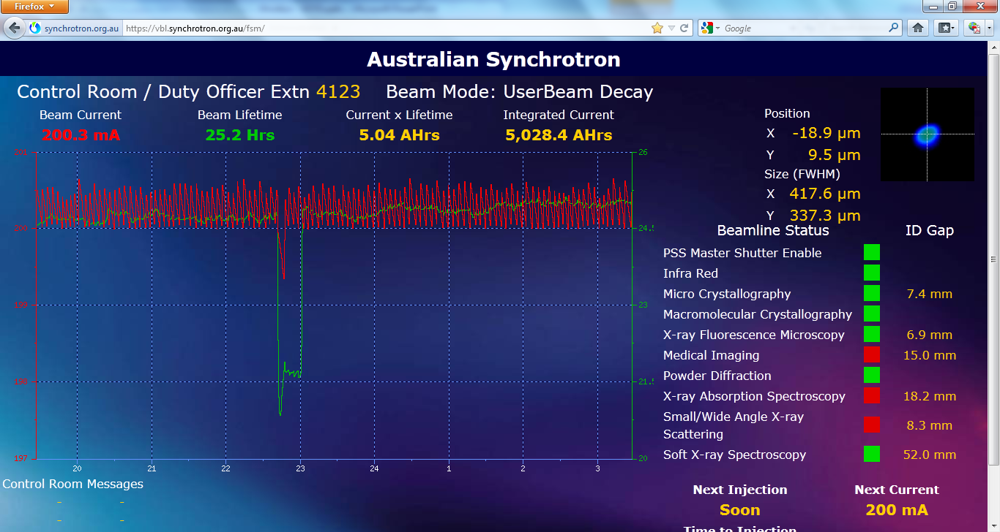 Firefox
synchrotron.org.au https://vbl.synchrotron.org.au/fsm/ Google
Australian Synchrotron
Control Room / Duty Officer Extn 4123 Beam Mode: UserBeam Decay
Beam Current Beam Lifetime Current x Lifetime Integrated Current
200.3 mA 25.2 Hrs 5.04 AHrs 5,028.4 AHrs
Position
X -18.9 µm
Y 9.5 µm
Size (FWHM)
X 417.6 µm
Y 337.3 µm
201 26
200 24.5
199 23
198 21.5
197 20
20 21 22 23 24 1 2 3
Beamline Status ID Gap
PSS Master Shutter Enable
Infra Red
Micro Crystallography 7.4 mm
Macromolecular Crystallography
X-ray Fluorescence Microscopy 6.9 mm
Medical Imaging 15.0 mm
Powder Diffraction
X-ray Absorption Spectroscopy 18.2 mm
Small/Wide Angle X-ray
Scattering 8.3 mm
Soft X-ray Spectroscopy 52.0 mm
Control Room Messages
- -
- -
Next Injection Next Current
Soon 200 mA
Time to Injection